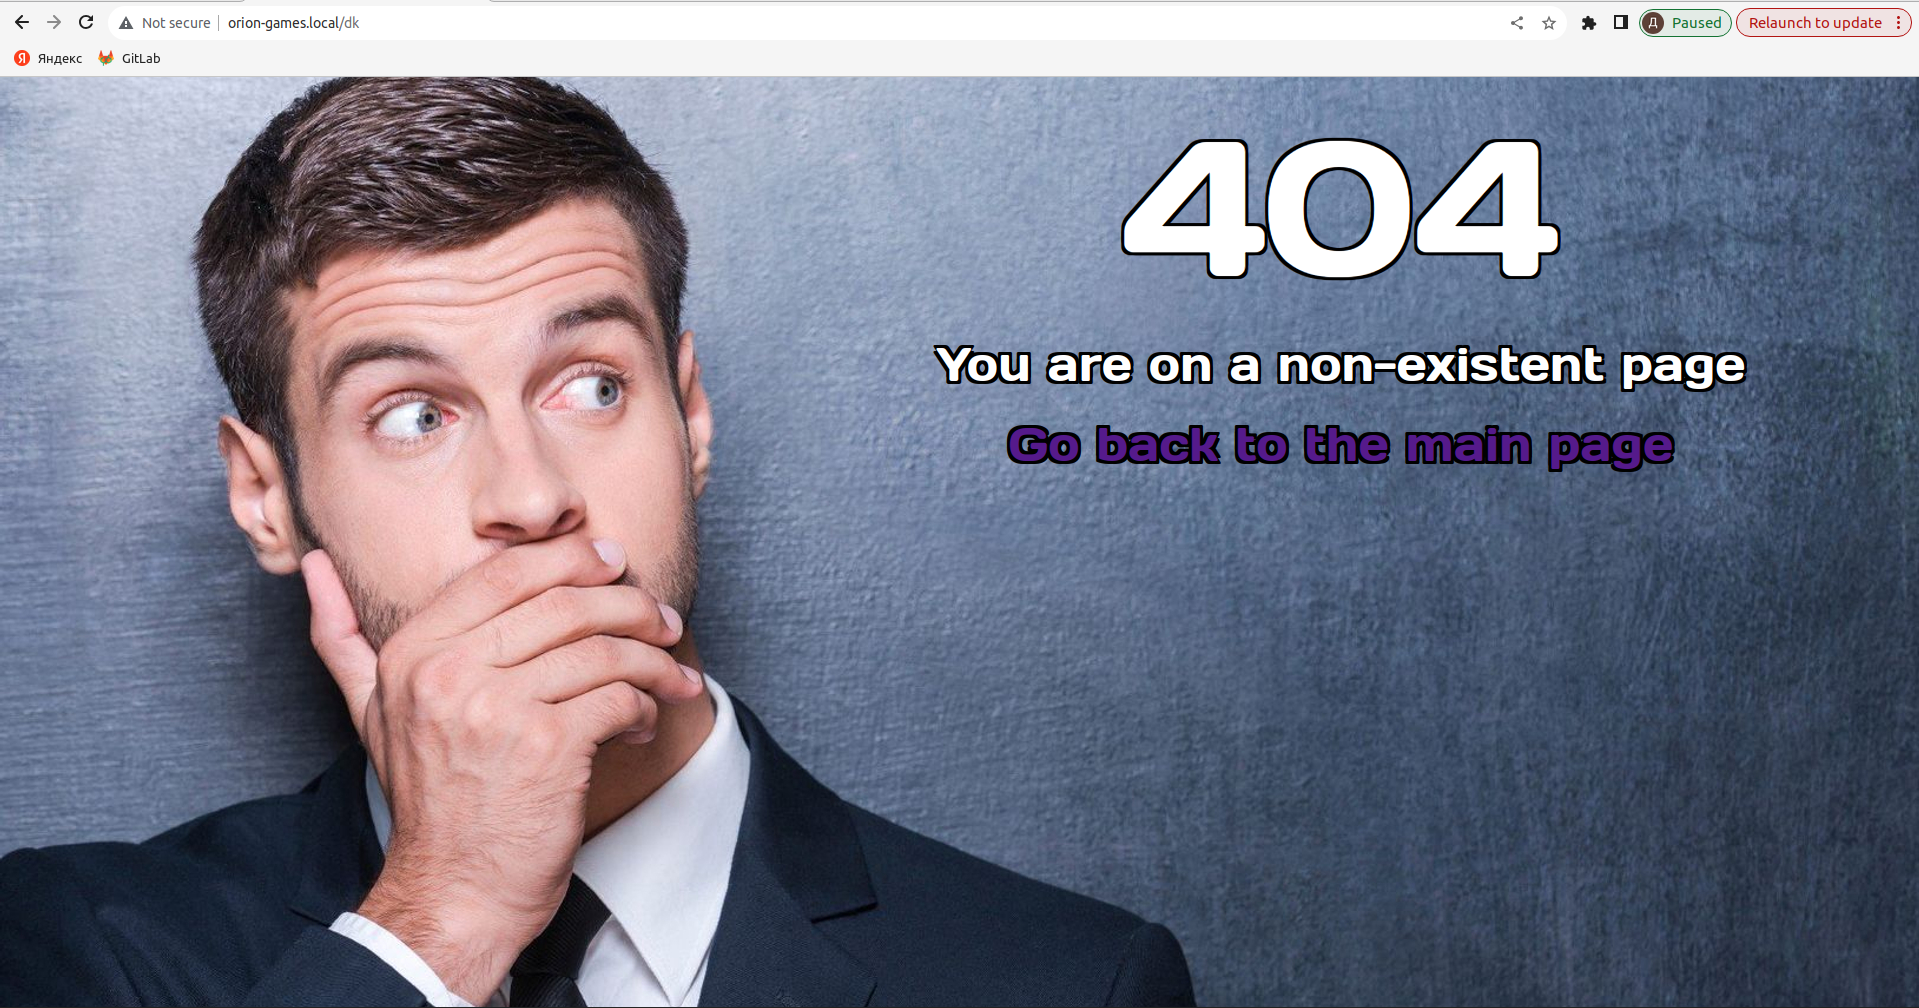 Not secure orion-games.local/dk Д Paused Relaunch to update
Я Яндекс GitLab
404
You are on a non-existent page
Go back to the main page